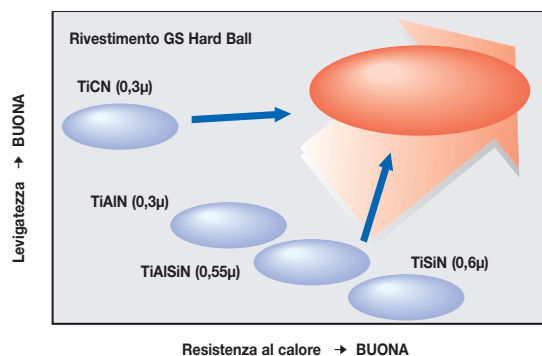 Rivestimento GS Hard Ball
TiCN (0,3µ)
TiAlN (0,3µ)
TiAlSiN (0,55µ)
TiSiN (0,6µ)
Levigatezza → BUONA
Resistenza al calore → BUONA